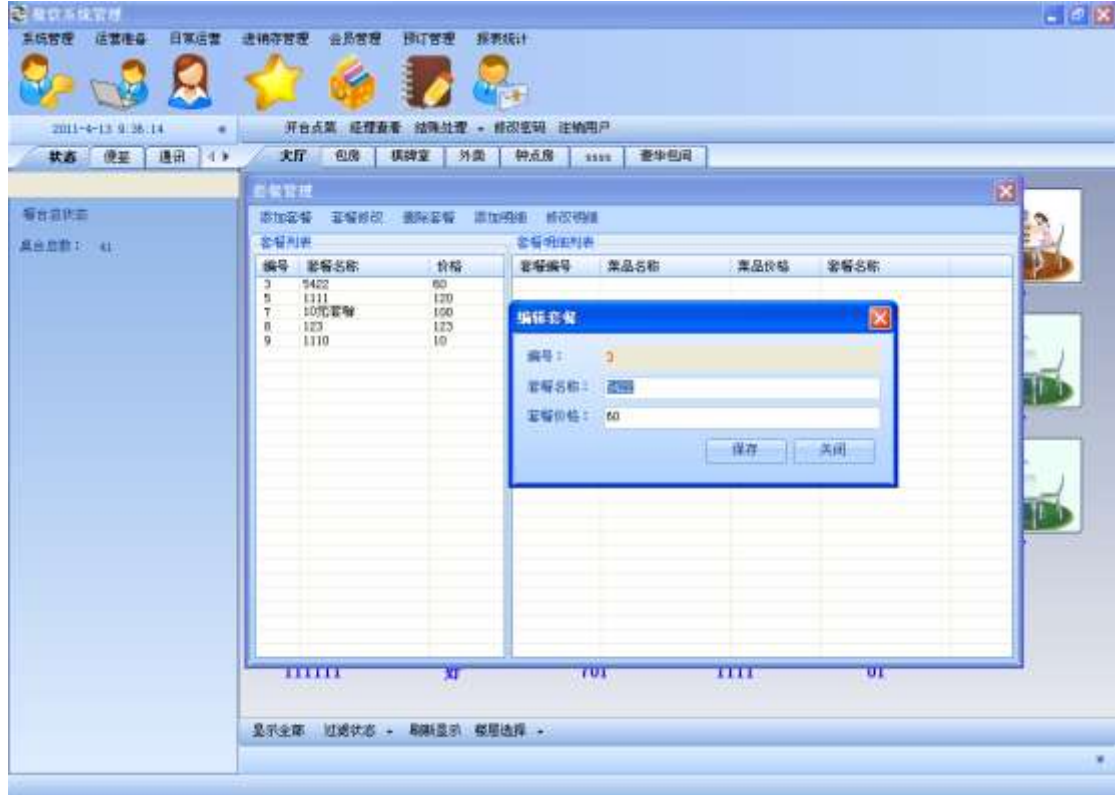 餐饮系统管理
系统管理 运营准备 日常运营 进销存管理 会员管理 预订管理 报表统计
2011-4-13 9:36:14 开台点菜 经理查看 结账处理 修改密码 注销用户
状态 便签 通讯 大厅 包房 棋牌室 外卖 钟点房 ssss 豪华包间
餐台总状态
桌台总数: 41
套餐管理
添加套餐 套餐修改 删除套餐 添加明细 修改明细
套餐列表 套餐明细列表
编号 套餐名称 价格 套餐编号 菜品名称 菜品价格 套餐名称
3 5422 60
5 1111 120
7 10元套餐 100
8 123 123
9 1110 10
编辑套餐
编号: 3
套餐名称:
套餐价格: 60
保存 关闭
111111 好 701 1111 01
显示全部 过滤状态 刷新显示 楼层选择